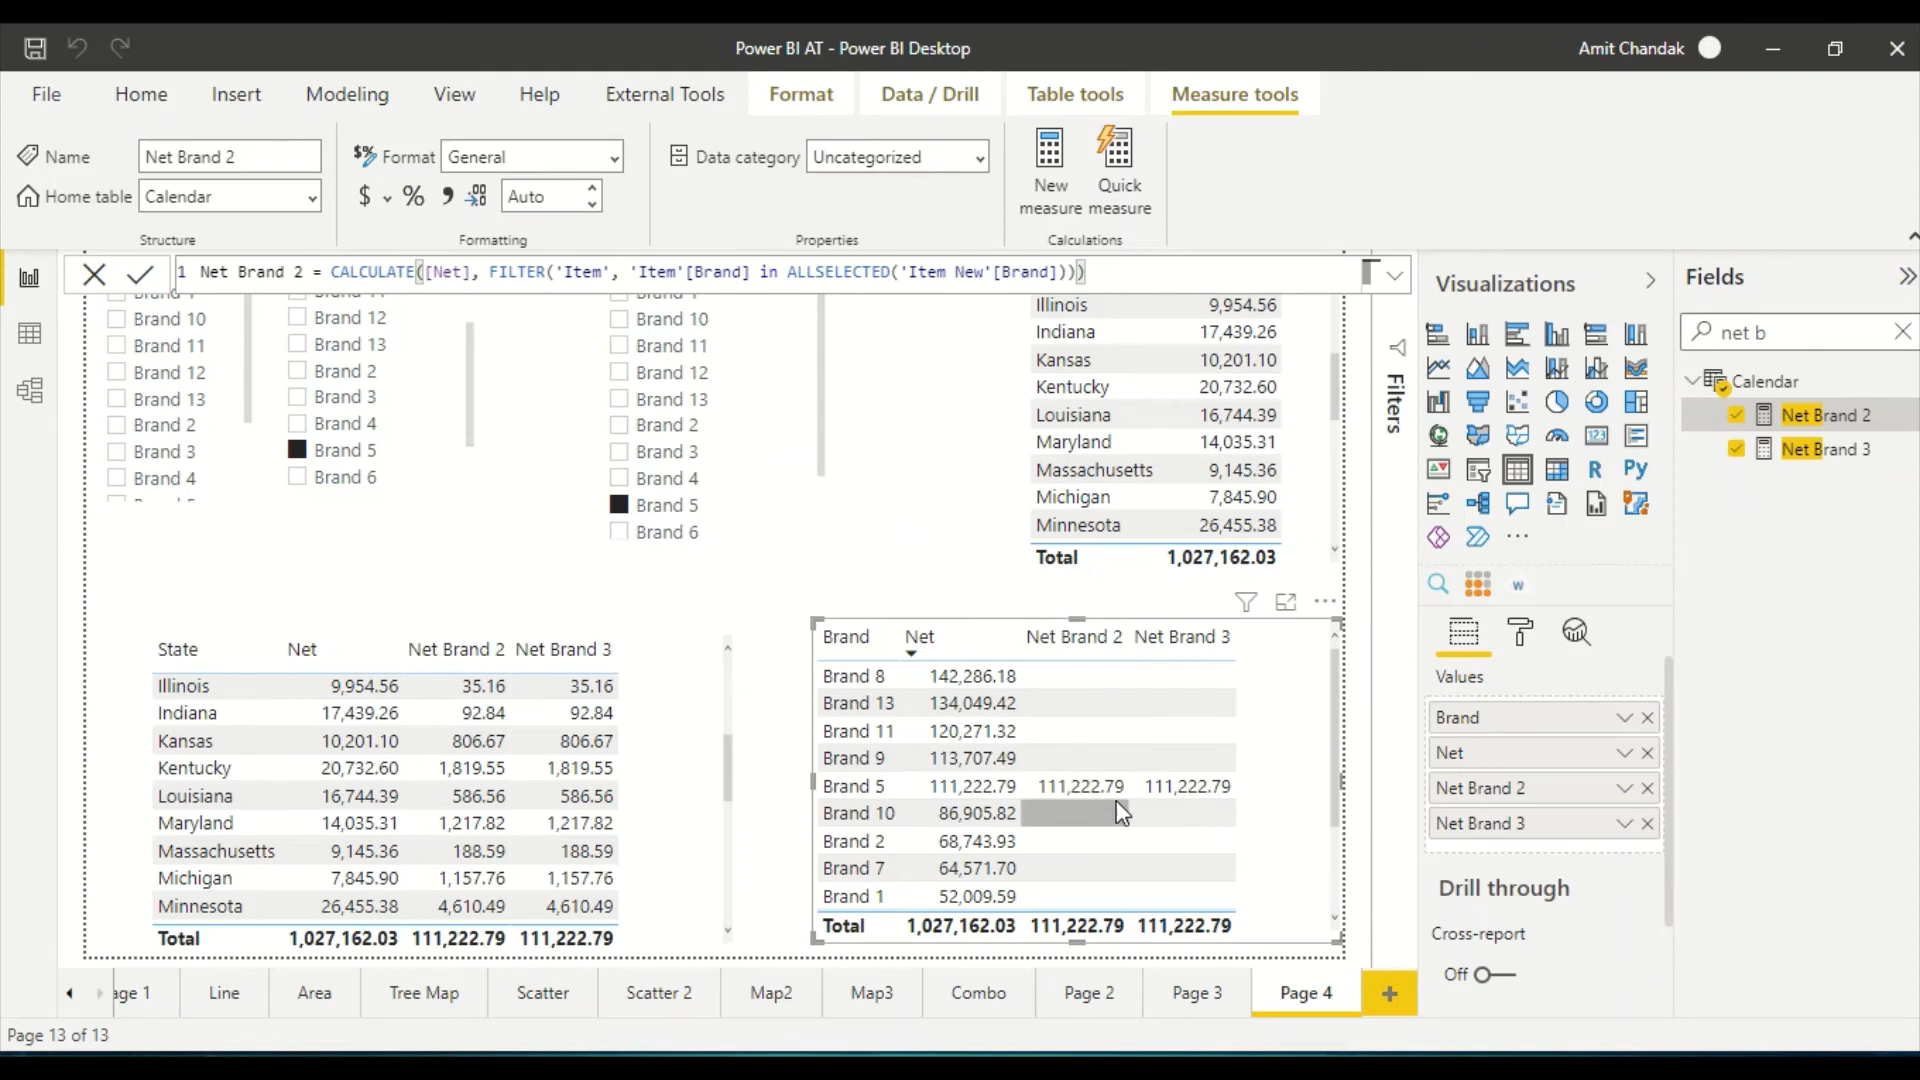 Power BI AT - Power BI Desktop
Amit Chandak
File Home Insert Modeling View Help External Tools Format Data / Drill Table tools Measure tools
Name Net Brand 2
Home table Calendar
Structure
Format General
$ % , Auto
Formatting
Data category Uncategorized
Properties
New measure
Quick measure
Calculations
1 Net Brand 2 = CALCULATE([Net], FILTER('Item', 'Item'[Brand] in ALLSELECTED('Item New'[Brand])))
Brand 10
Brand 11
Brand 12
Brand 13
Brand 2
Brand 3
Brand 4
Brand 12
Brand 13
Brand 2
Brand 3
Brand 4
Brand 5
Brand 6
Brand 10
Brand 11
Brand 12
Brand 13
Brand 2
Brand 3
Brand 4
Brand 5
Brand 6
Illinois 9,954.56
Indiana 17,439.26
Kansas 10,201.10
Kentucky 20,732.60
Louisiana 16,744.39
Maryland 14,035.31
Massachusetts 9,145.36
Michigan 7,845.90
Minnesota 26,455.38
Total 1,027,162.03
State Net Net Brand 2 Net Brand 3
Illinois 9,954.56 35.16 35.16
Indiana 17,439.26 92.84 92.84
Kansas 10,201.10 806.67 806.67
Kentucky 20,732.60 1,819.55 1,819.55
Louisiana 16,744.39 586.56 586.56
Maryland 14,035.31 1,217.82 1,217.82
Massachusetts 9,145.36 188.59 188.59
Michigan 7,845.90 1,157.76 1,157.76
Minnesota 26,455.38 4,610.49 4,610.49
Total 1,027,162.03 111,222.79 111,222.79
Brand Net Net Brand 2 Net Brand 3
Brand 8 142,286.18
Brand 13 134,049.42
Brand 11 120,271.32
Brand 9 113,707.49
Brand 5 111,222.79 111,222.79 111,222.79
Brand 10 86,905.82
Brand 2 68,743.93
Brand 7 64,571.70
Brand 1 52,009.59
Total 1,027,162.03 111,222.79 111,222.79
Filters
Visualizations
123
R Py
...
W
Values
Brand
Net
Net Brand 2
Net Brand 3
Drill through
Cross-report
Off
Fields
net b
Calendar
Net Brand 2
Net Brand 3
age 1 Line Area Tree Map Scatter Scatter 2 Map2 Map3 Combo Page 2 Page 3 Page 4 +
Page 13 of 13